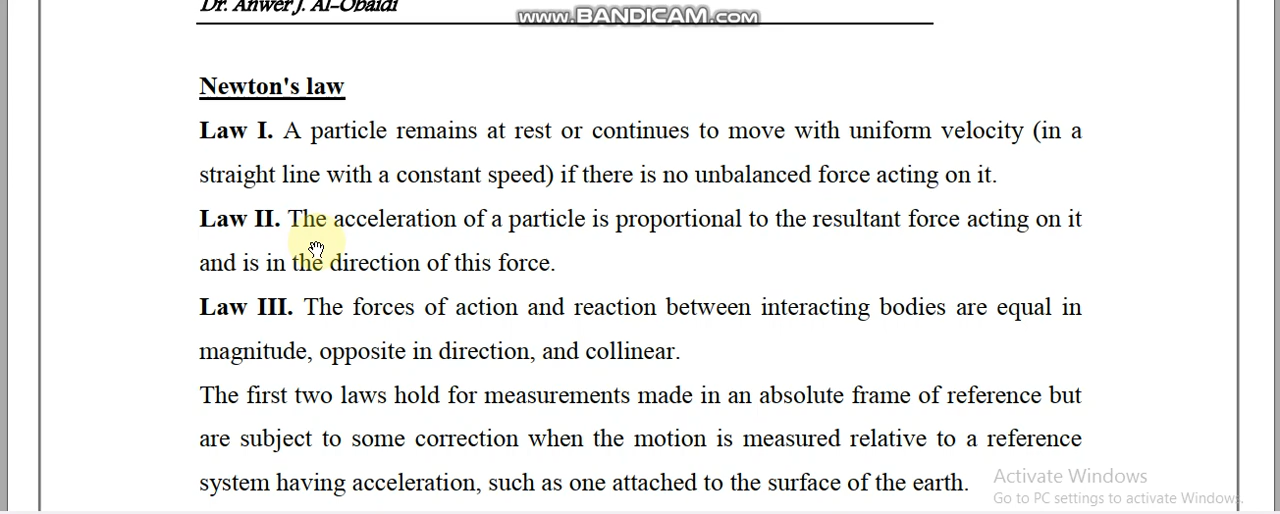 Dr. Anwer J. Al-Obaidi
www.BANDICAM.com
Newton's law
Law I. A particle remains at rest or continues to move with uniform velocity (in a
straight line with a constant speed) if there is no unbalanced force acting on it.
Law II. The acceleration of a particle is proportional to the resultant force acting on it
and is in the direction of this force.
Law III. The forces of action and reaction between interacting bodies are equal in
magnitude, opposite in direction, and collinear.
The first two laws hold for measurements made in an absolute frame of reference but
are subject to some correction when the motion is measured relative to a reference
system having acceleration, such as one attached to the surface of the earth.
Activate Windows
Go to PC settings to activate Windows.